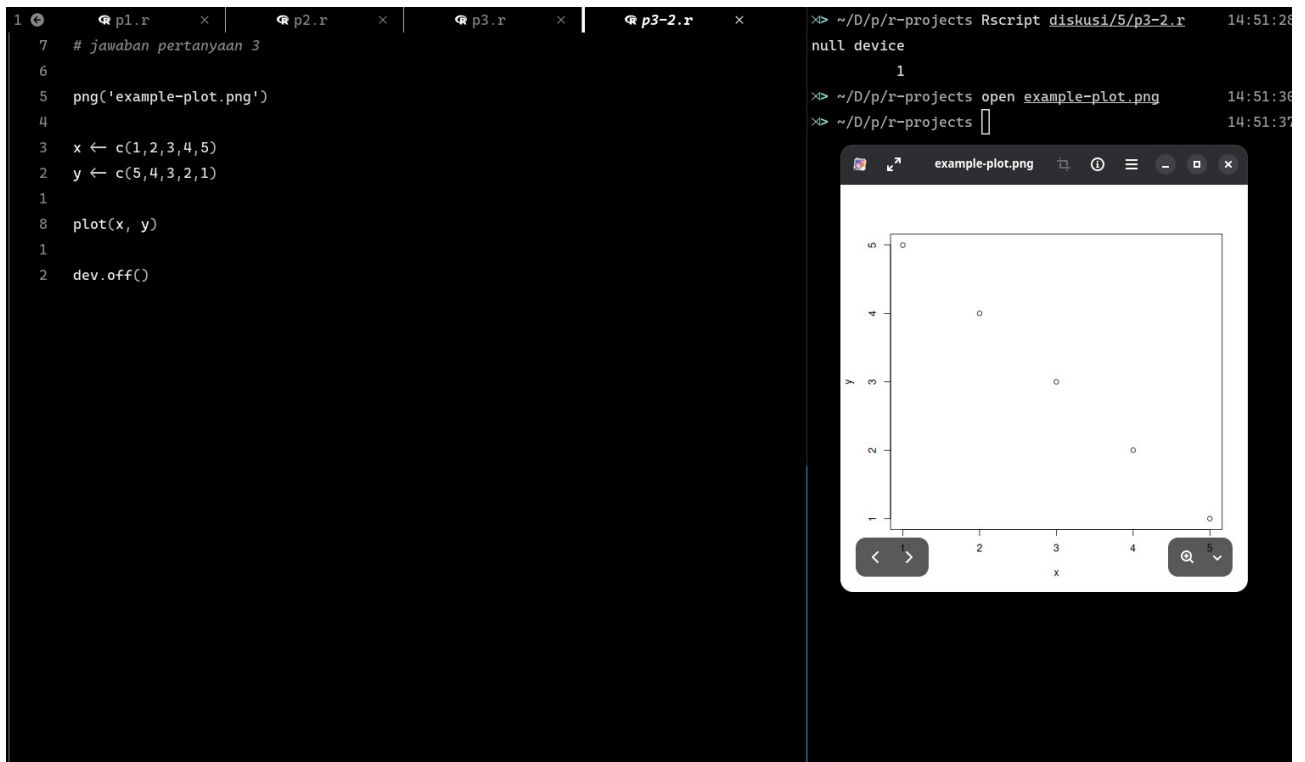 1 p1.r × p2.r × p3.r × p3-2.r ×
7 # jawaban pertanyaan 3
6
5 png('example-plot.png')
4
3 x ← c(1,2,3,4,5)
2 y ← c(5,4,3,2,1)
1
8 plot(x, y)
1
2 dev.off()
~/D/p/r-projects Rscript diskusi/5/p3-2.r 14:51:28
null device
1
~/D/p/r-projects open example-plot.png 14:51:30
~/D/p/r-projects 14:51:37
example-plot.png
5
4
3
2
1
y
1 2 3 4 5
x